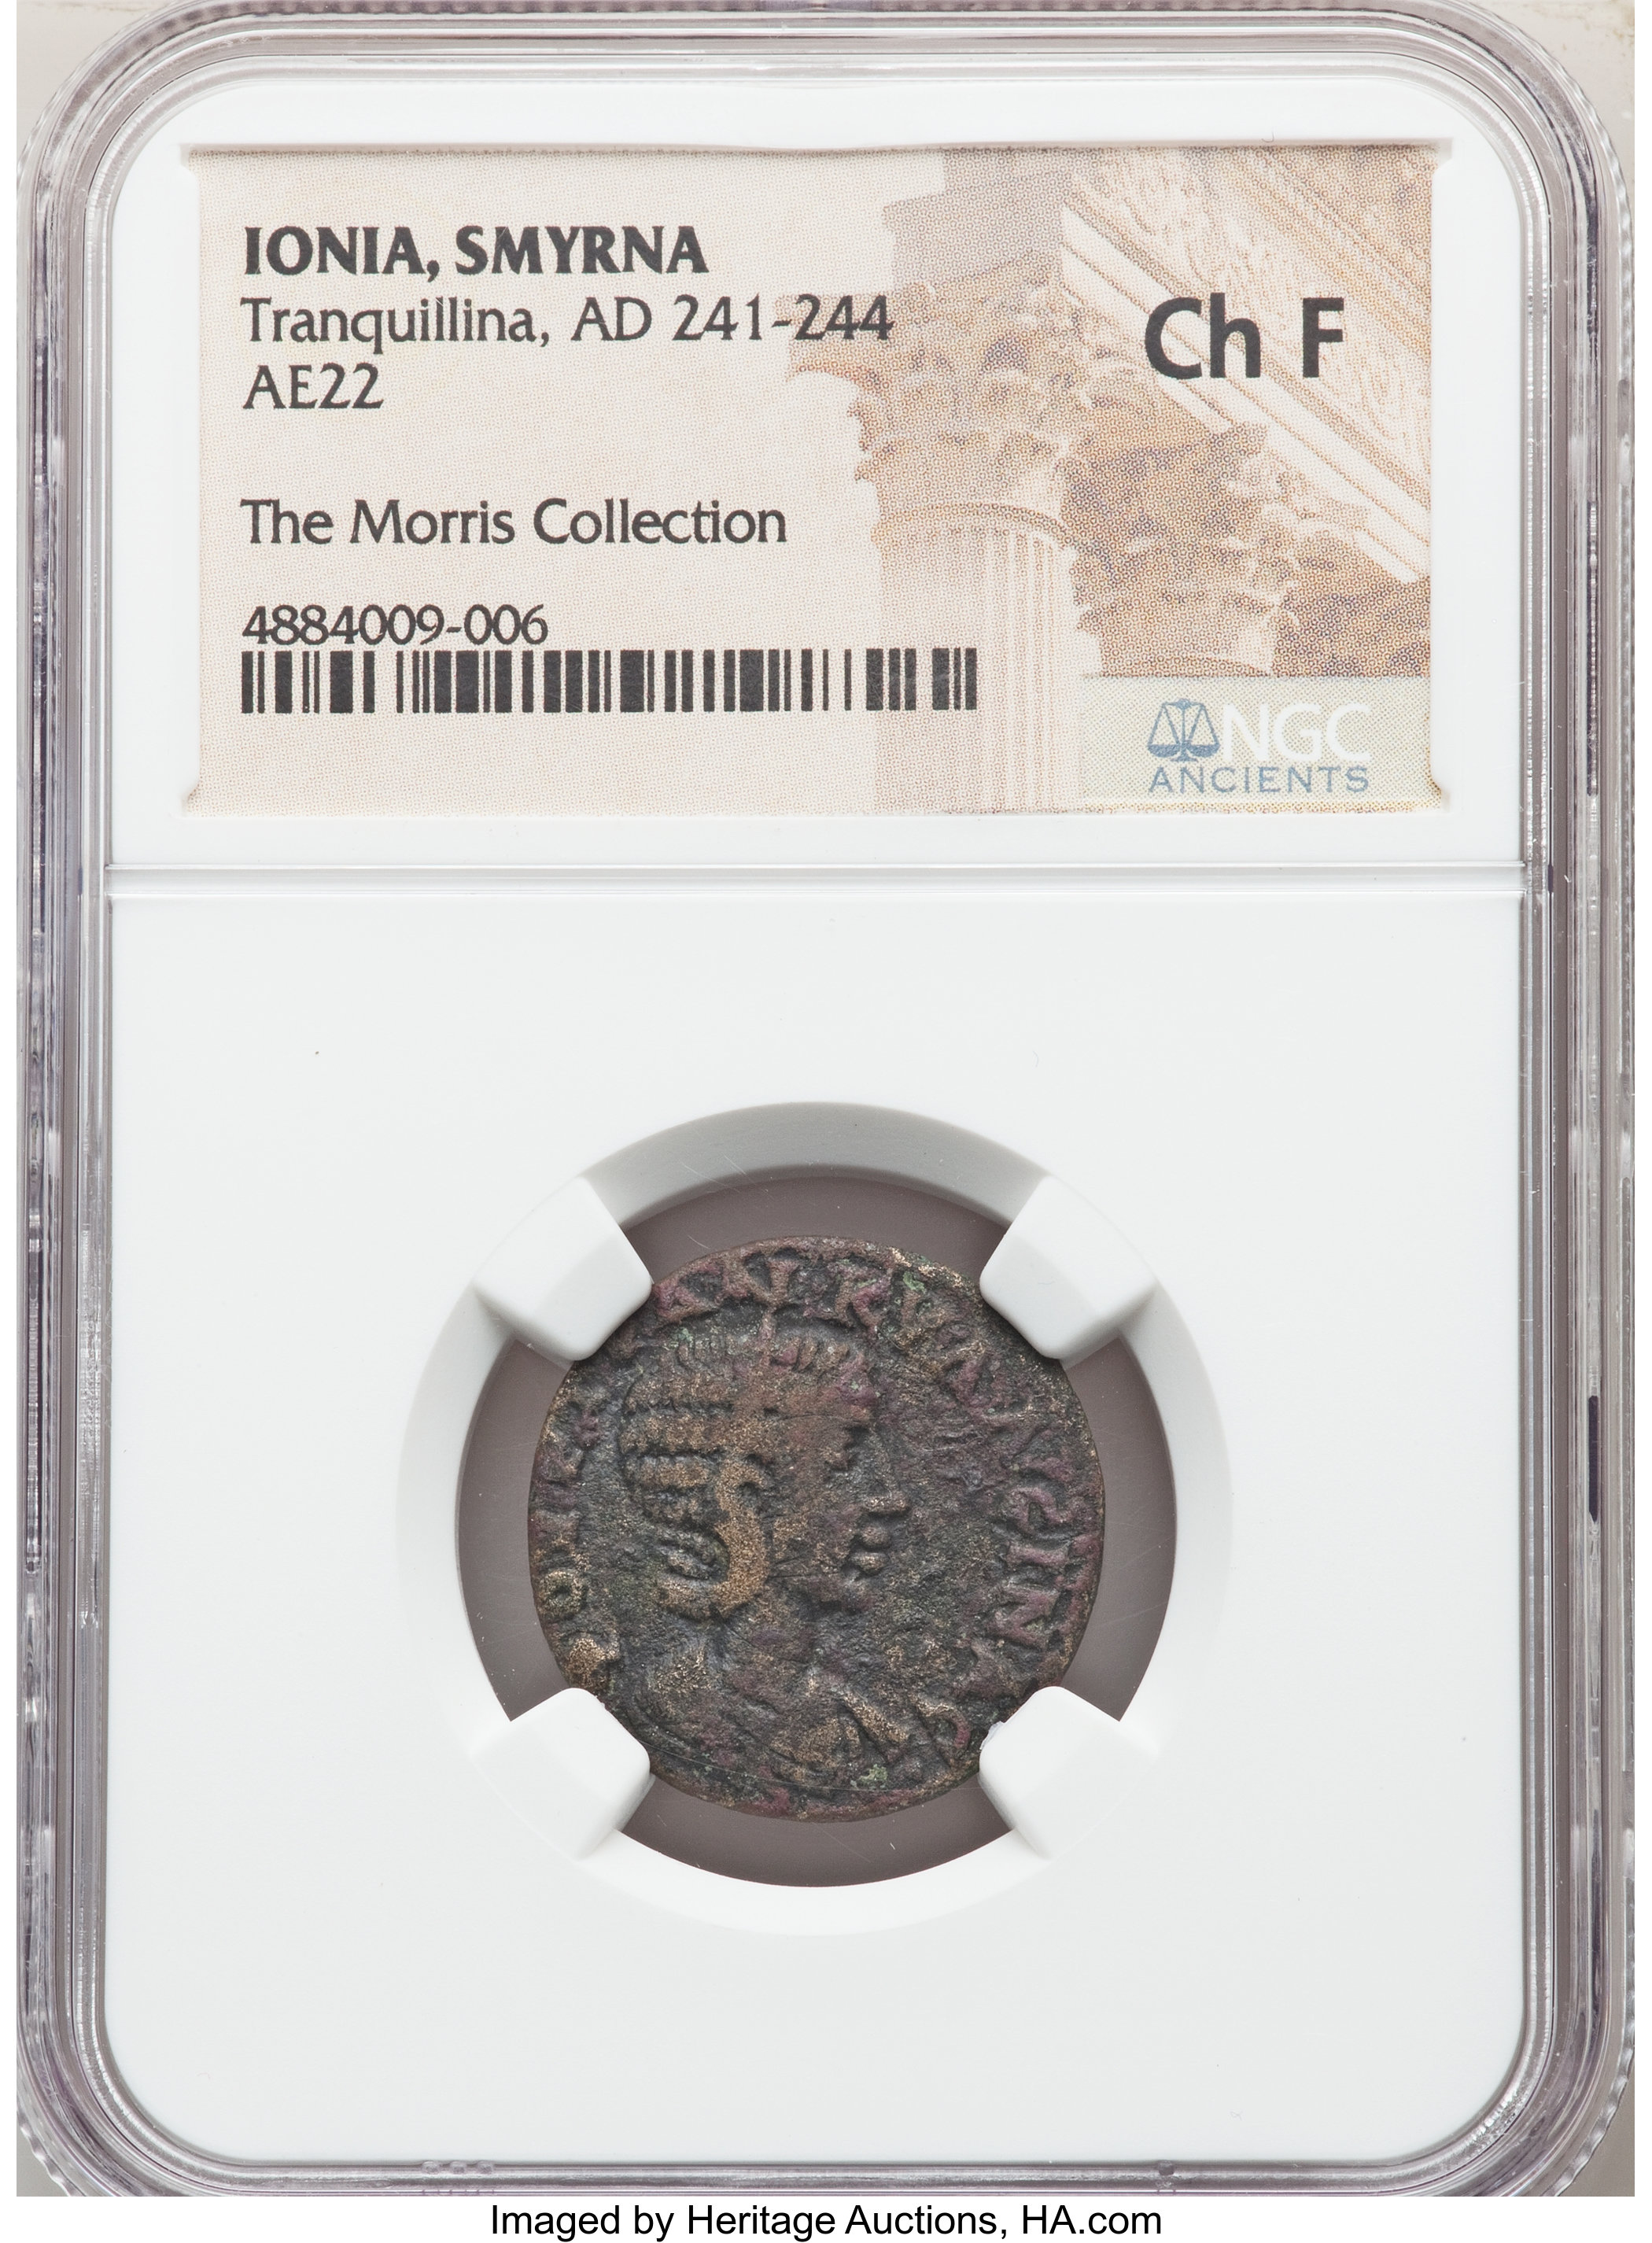 IONIA, SMYRNA
Tranquillina, AD 241-244
AE22
Ch F
The Morris Collection
4884009-006
NGC
ANCIENTS
Imaged by Heritage Auctions, HA.com